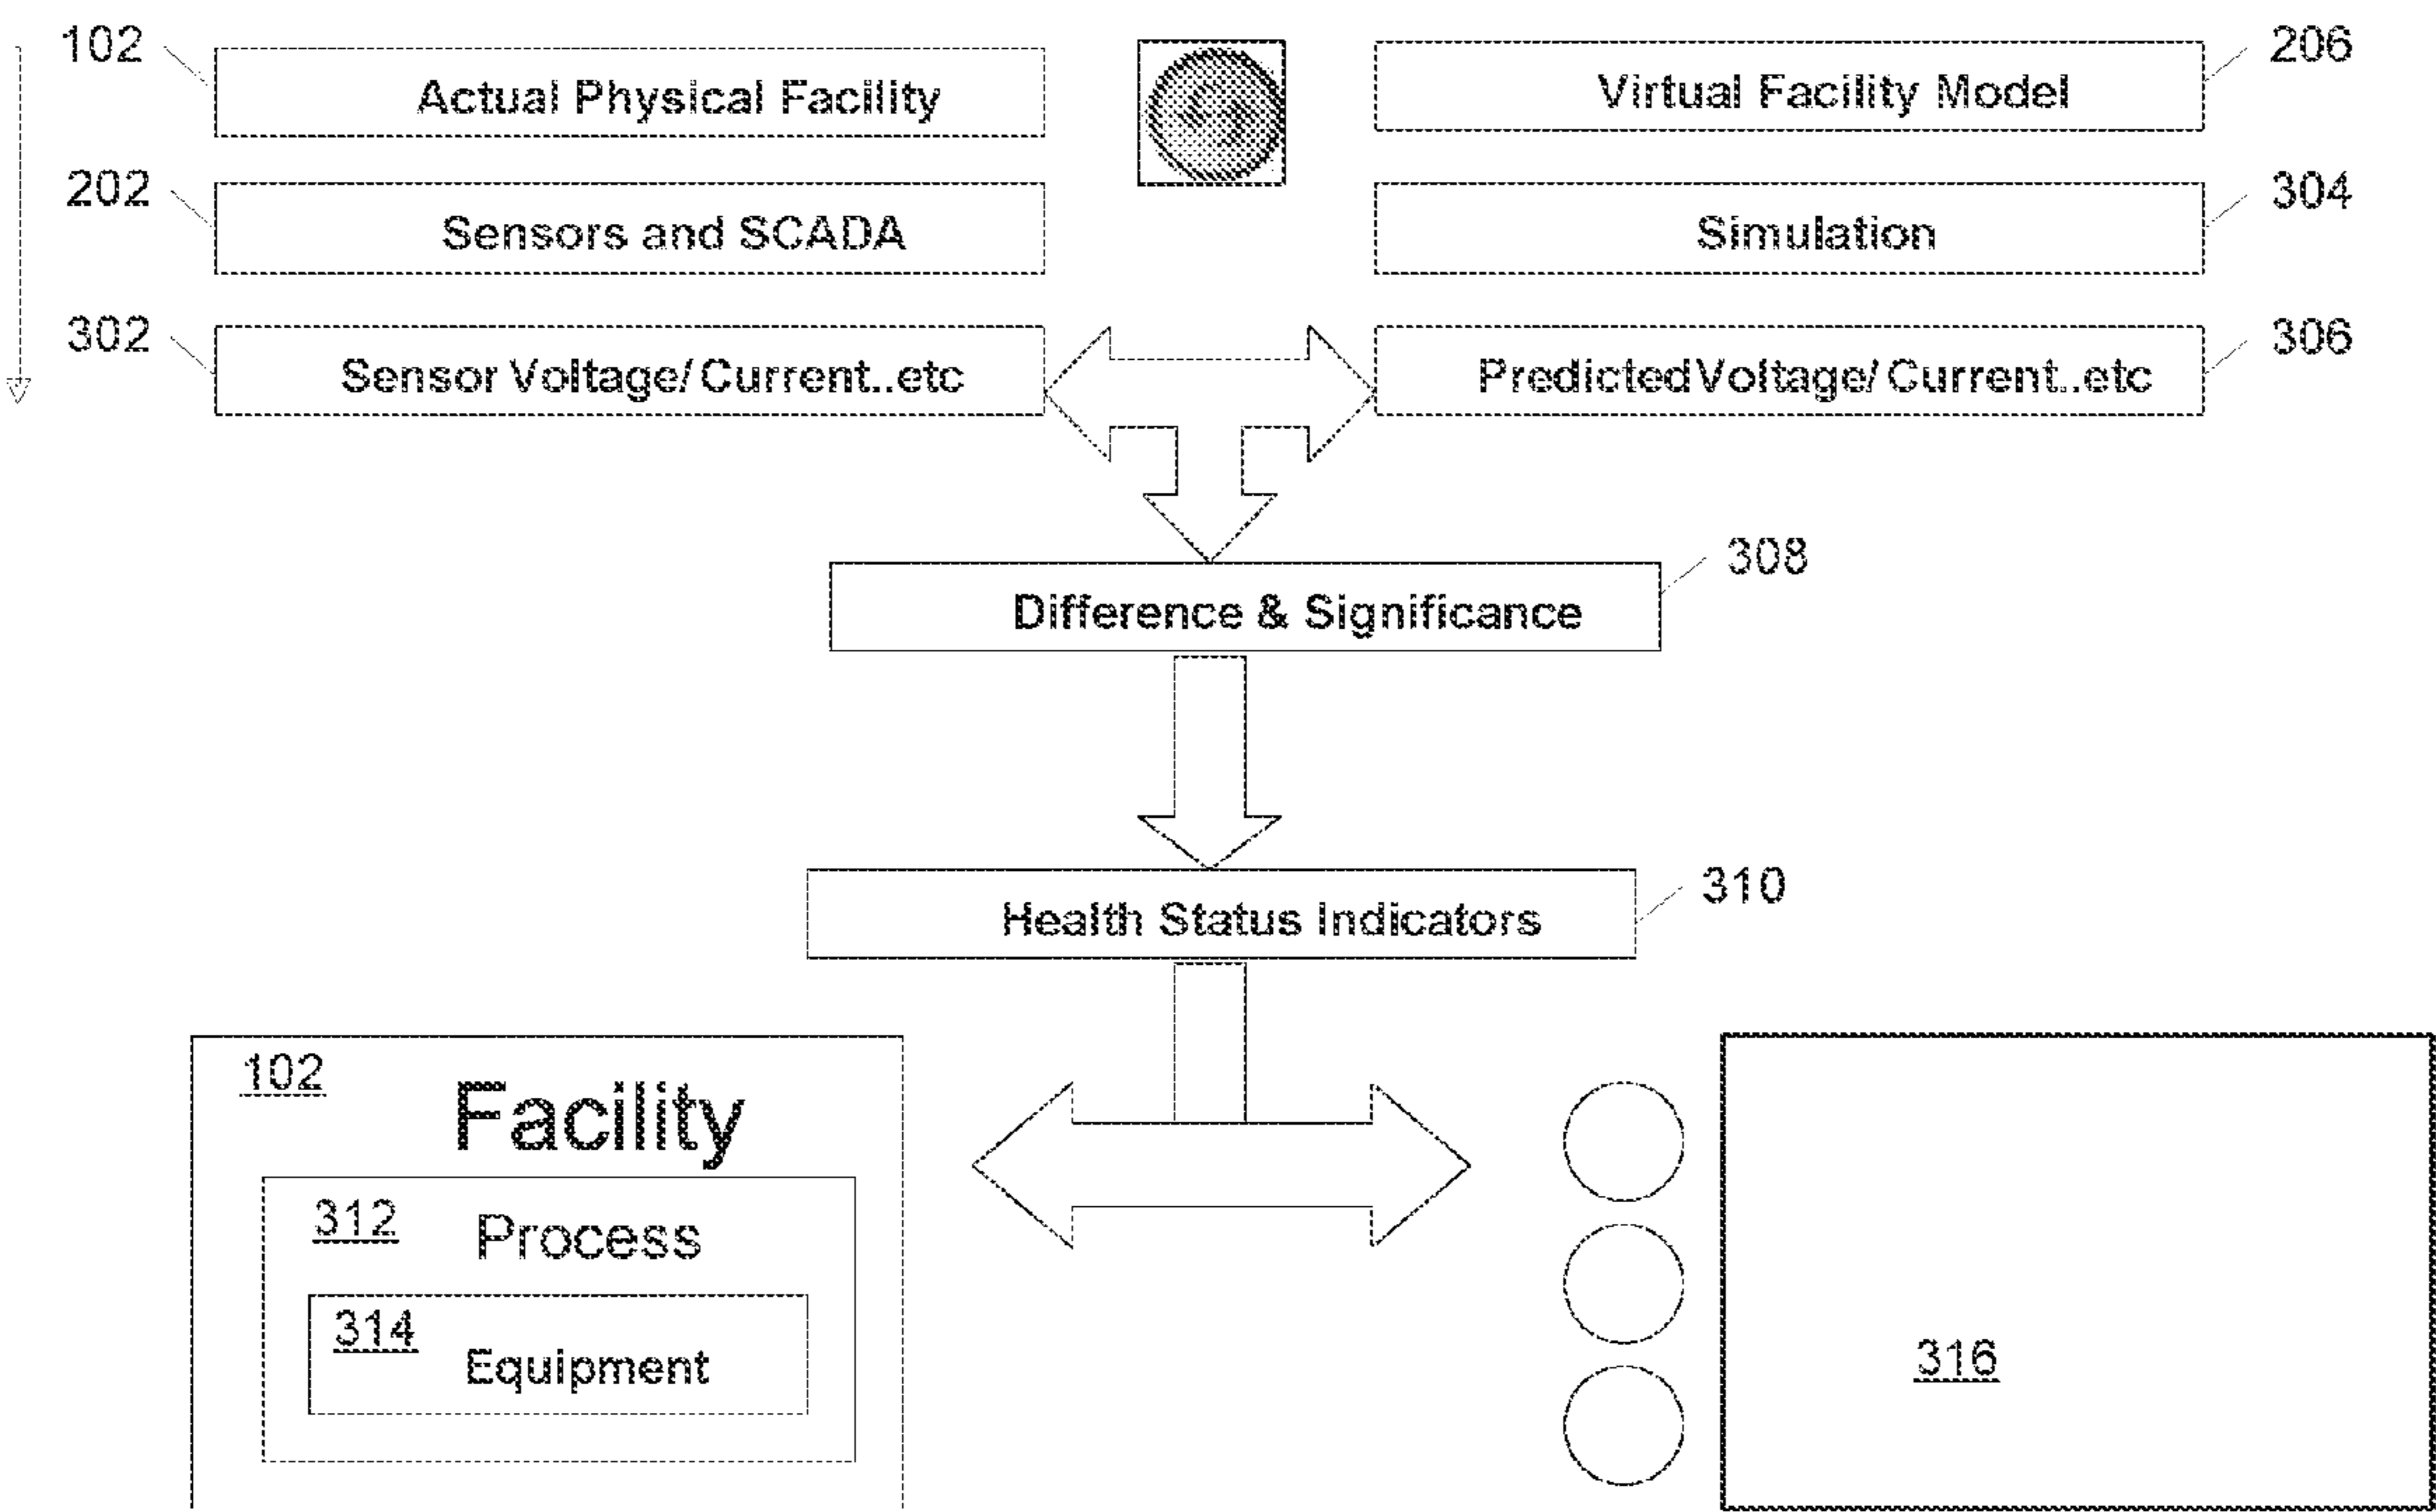 102 Actual Physical Facility Virtual Facility Model 206
202 Sensors and SCADA Simulation 304
302 Sensor Voltage/ Current..etc PredictedVoltage/ Current..etc 306
Difference & Significance 308
Health Status Indicators 310
102 Facility
312 Process
314 Equipment
316